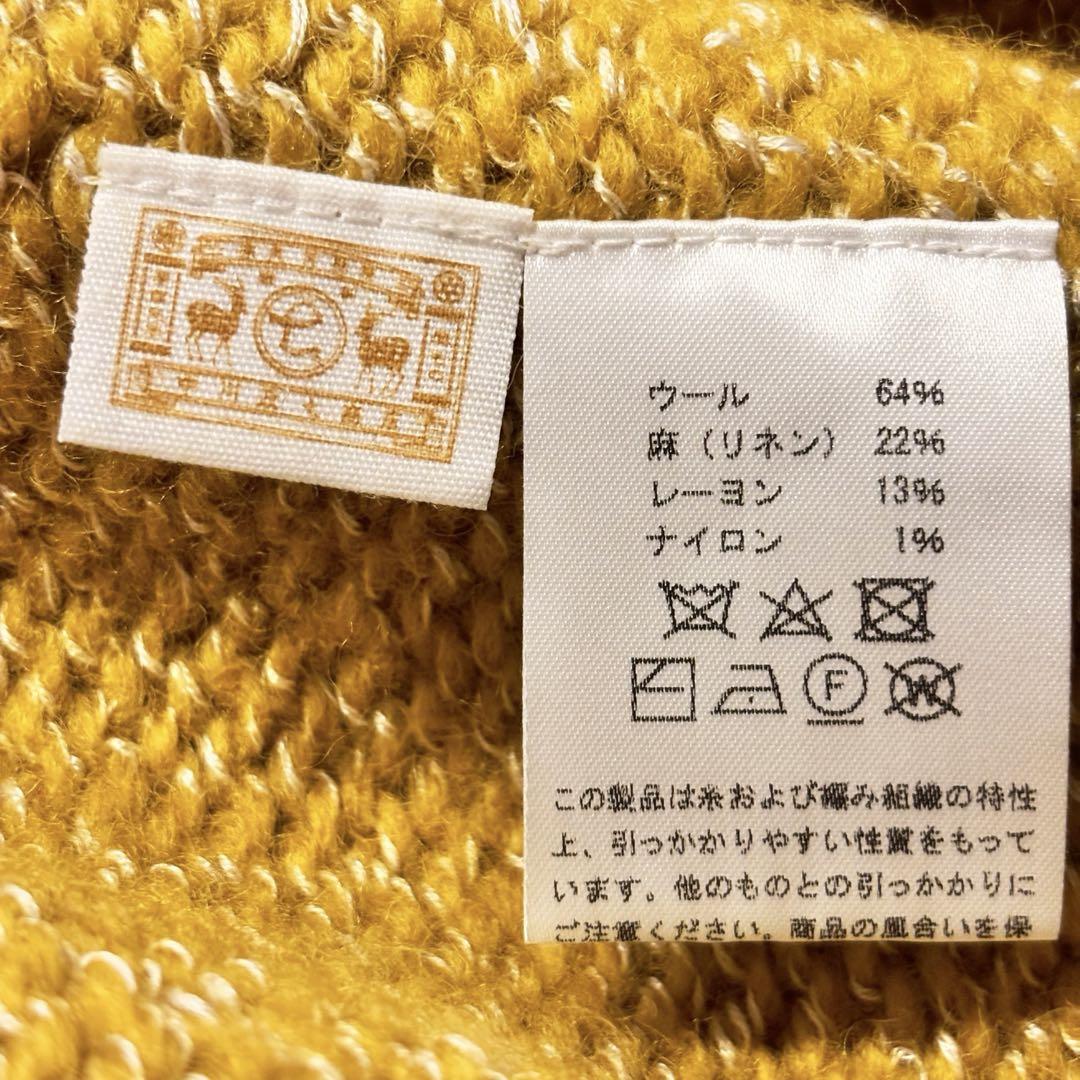 ウール 64%
麻（リネン） 22%
レーヨン 13%
ナイロン 1%
F
W
この製品は糸および編み組織の特性
上、引っかかりやすい性質をもって
います。他のものとの引っかかりに
ご注意ください。商品の風合いを保